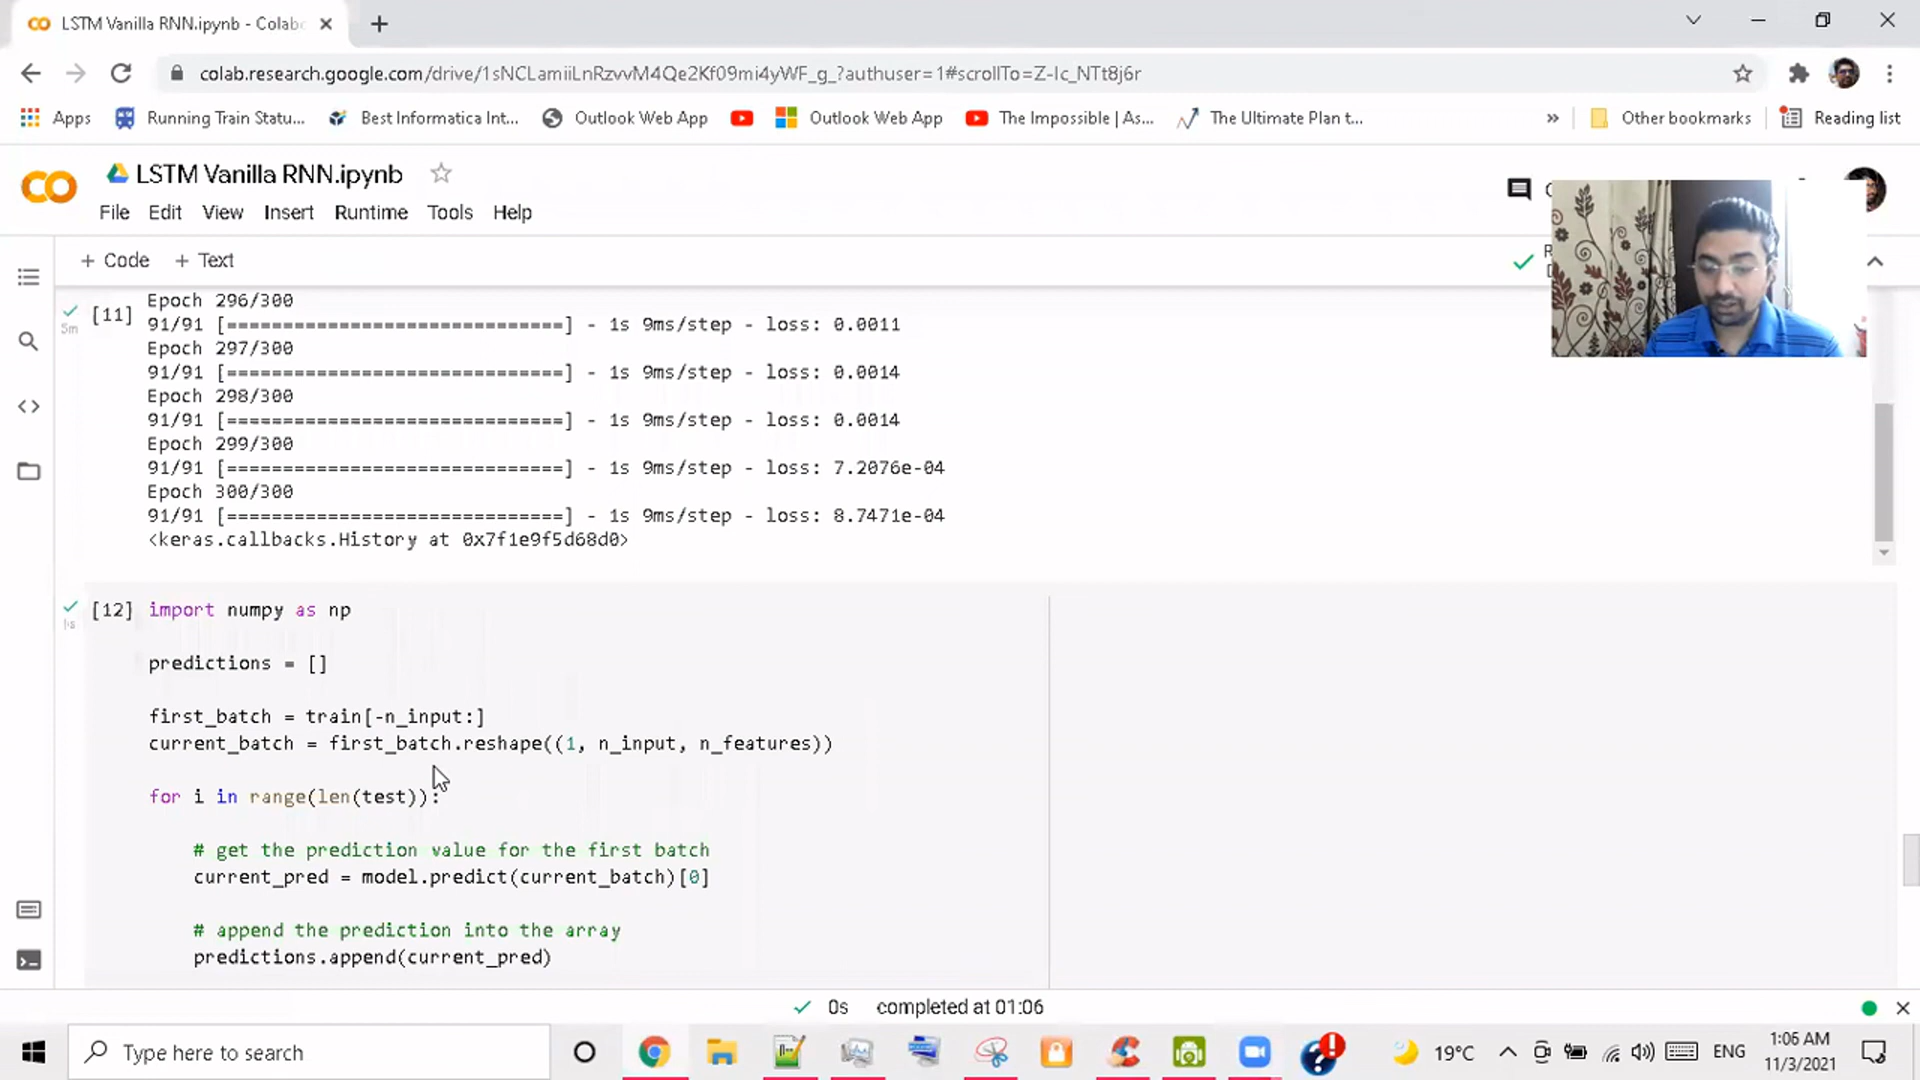 LSTM Vanilla RNN.ipynb - Colab
colab.research.google.com/drive/1sNCLamiiLnRzvvM4Qe2Kf09mi4yWF_g_?authuser=1#scrollTo=Z-Ic_NTt8j6r
Apps
Running Train Statu...
Best Informatica Int...
Outlook Web App
Outlook Web App
The Impossible | As...
The Ultimate Plan t...
»
Other bookmarks
Reading list
LSTM Vanilla RNN.ipynb
File Edit View Insert Runtime Tools Help
+ Code + Text
[11]
5m
Epoch 296/300
91/91 [==============================] - 1s 9ms/step - loss: 0.0011
Epoch 297/300
91/91 [==============================] - 1s 9ms/step - loss: 0.0014
Epoch 298/300
91/91 [==============================] - 1s 9ms/step - loss: 0.0014
Epoch 299/300
91/91 [==============================] - 1s 9ms/step - loss: 7.2076e-04
Epoch 300/300
91/91 [==============================] - 1s 9ms/step - loss: 8.7471e-04
<keras.callbacks.History at 0x7f1e9f5d68d0>
[12] import numpy as np
predictions = []
first_batch = train[-n_input:]
current_batch = first_batch.reshape((1, n_input, n_features))
for i in range(len(test)):
# get the prediction value for the first batch
current_pred = model.predict(current_batch)[0]
# append the prediction into the array
predictions.append(current_pred)
0s completed at 01:06
Type here to search
19°C
ENG
1:06 AM
11/3/2021